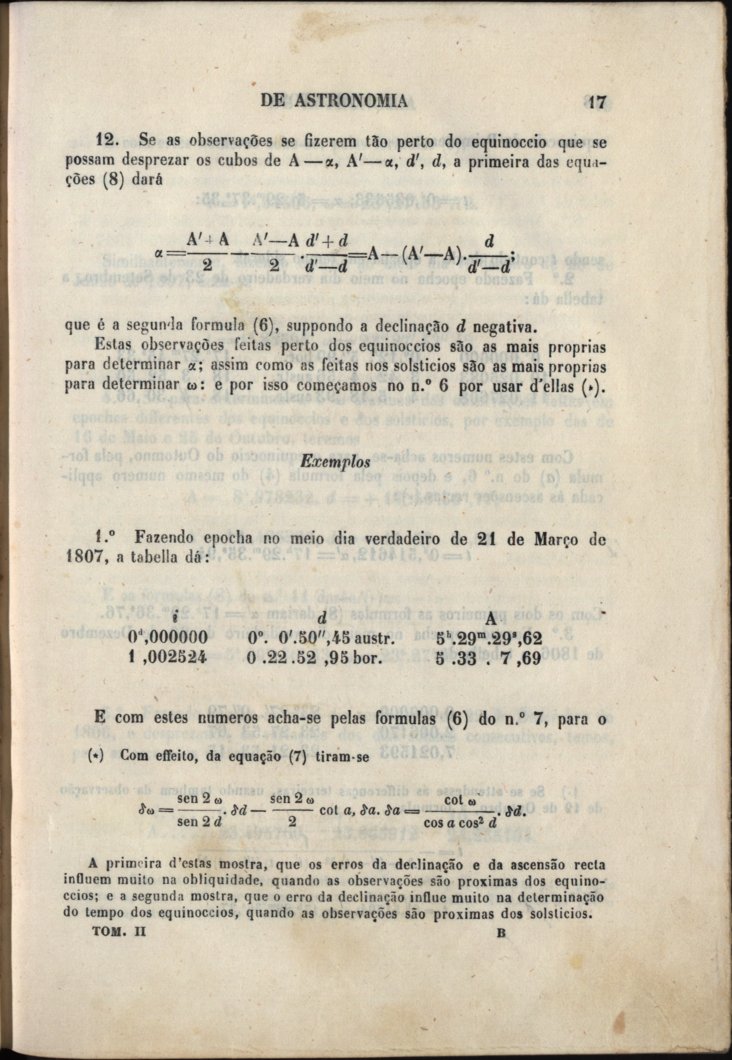 DE ASTRONOMIA 17
12. Se as observações se fizerem tão perto do equinoccio que se
possam desprezar os cubos de A—α, A'—α, d', d, a primeira das equa-
ções (8) dará
α = (A'+A)/2 — (A'—A)/2 . (d'+d)/(d'—d) = A—(A'—A) . d/(d'—d);
que é a segunda formula (6), suppondo a declinação d negativa.
Estas observações feitas perto dos equinoccios são as mais proprias
para determinar α; assim como as feitas nos solsticios são as mais proprias
para determinar ω: e por isso começamos no n.º 6 por usar d'ellas (*).
Exemplos
1.º Fazendo epocha no meio dia verdadeiro de 21 de Março de
1807, a tabella dá:
t d A
0ᵈ,000000 0°. 0'.50'',45 austr. 5ʰ.29ᵐ.29ˢ,62
1 ,002524 0 .22 .52 ,95 bor. 5 .33 . 7 ,69
E com estes numeros acha-se pelas formulas (6) do n.º 7, para o
(*) Com effeito, da equação (7) tiram-se
δω = (sen 2 ω)/(sen 2 d) . δd — (sen 2 ω)/2 cot a, δa. δa = (cot ω)/(cos a cos² d) . δd.
A primeira d'estas mostra, que os erros da declinação e da ascensão recta
influem muito na obliquidade, quando as observações são proximas dos equino-
ccios; e a segunda mostra, que o erro da declinação influe muito na determinação
do tempo dos equinoccios, quando as observações são proximas dos solsticios.
TOM. II B